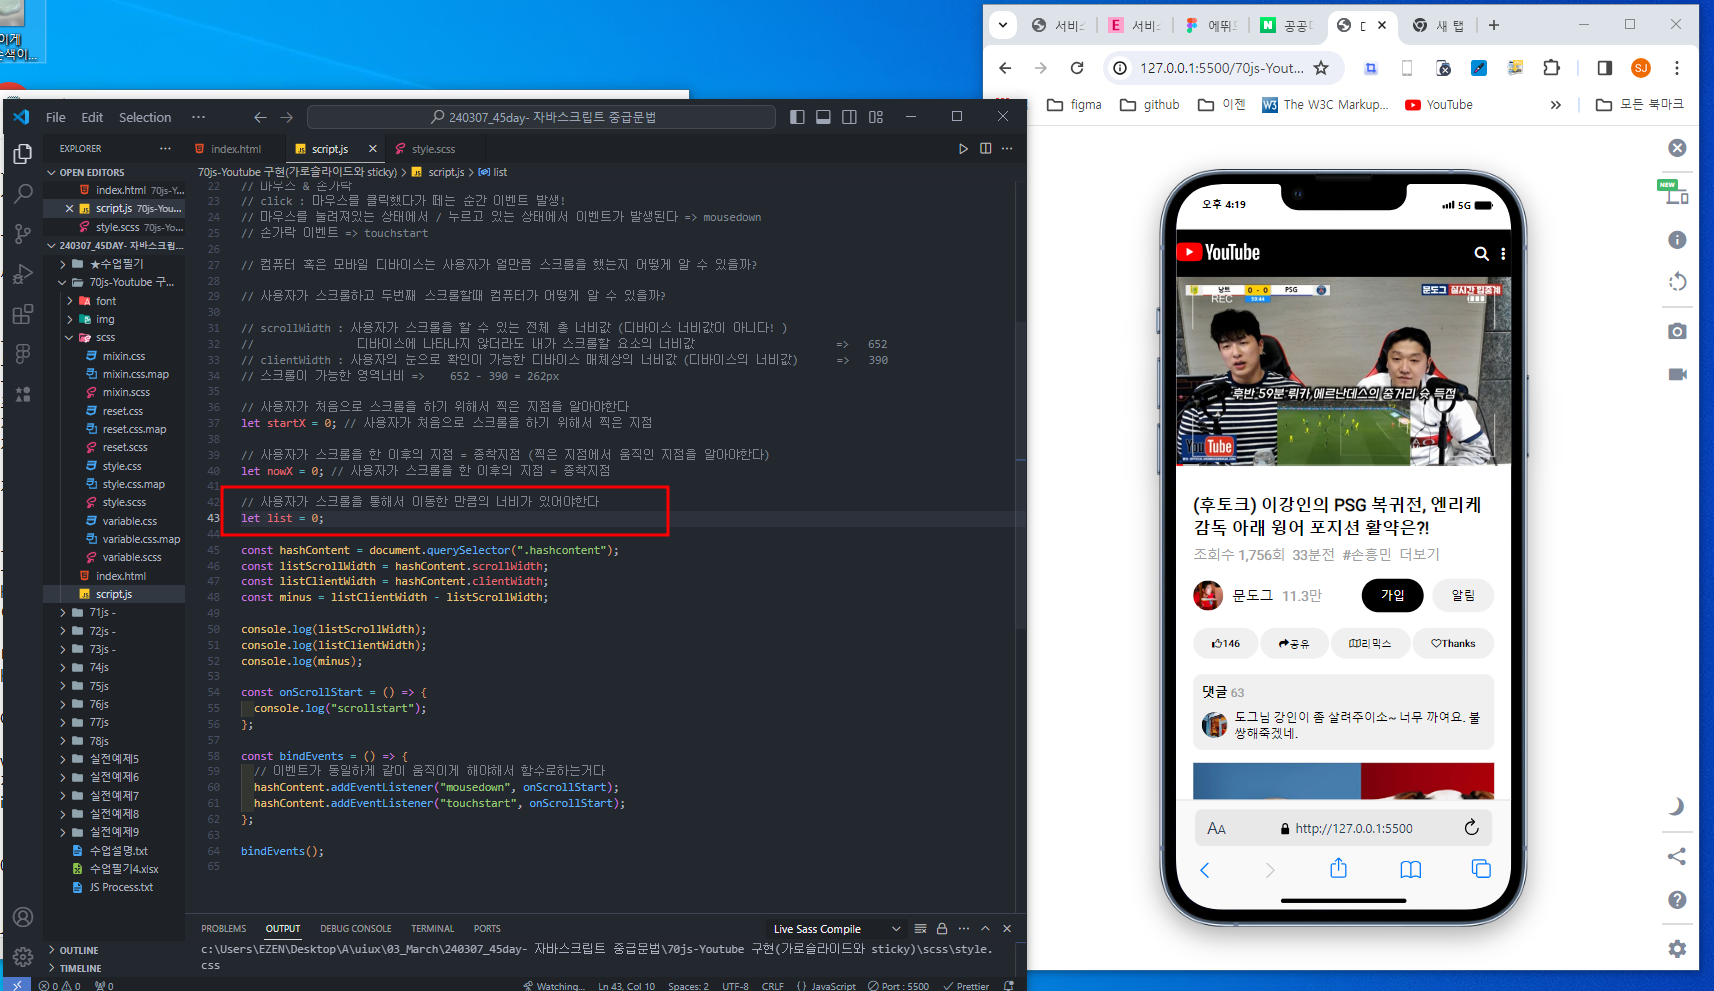 File Edit Selection ···
240307_45day- 자바스크립트 중급문법
EXPLORER
index.html
script.js
style.scss
OPEN EDITORS
index.html 70js-Y...
script.js 70js-You...
style.scss 70js-Yo...
240307_45DAY- 자바스크립...
★수업필기
70js-Youtube 구...
font
img
scss
mixin.css
mixin.css.map
mixin.scss
reset.css
reset.css.map
reset.scss
style.css
style.css.map
style.scss
variable.css
variable.css.map
variable.scss
index.html
script.js
71js -
72js -
73js -
74js
75js
76js
77js
78js
실전예제5
실전예제6
실전예제7
실전예제8
실전예제9
수업설명.txt
수업필기4.xlsx
JS Process.txt
OUTLINE
TIMELINE
70js-Youtube 구현(가로슬라이드와 sticky) > script.js > list
22 // 마우스 & 손가락
23 // click : 마우스를 클릭했다가 떼는 순간 이벤트 발생!
24 // 마우스를 눌려져있는 상태에서 / 누르고 있는 상태에서 이벤트가 발생된다 => mousedown
25 // 손가락 이벤트 => touchstart
26
27 // 컴퓨터 혹은 모바일 디바이스는 사용자가 얼만큼 스크롤을 했는지 어떻게 알 수 있을까?
28
29 // 사용자가 스크롤하고 두번째 스크롤할때 컴퓨터가 어떻게 알 수 있을까?
30
31 // scrollWidth : 사용자가 스크롤을 할 수 있는 전체 총 너비값 (디바이스 너비값이 아니다! )
32 // 디바이스에 나타나지 않더라도 내가 스크롤할 요소의 너비값 => 652
33 // clientWidth : 사용자의 눈으로 확인이 가능한 디바이스 매체상의 너비값 (디바이스의 너비값) => 390
34 // 스크롤이 가능한 영역너비 => 652 - 390 = 262px
35
36 // 사용자가 처음으로 스크롤을 하기 위해서 찍은 지점을 알아야한다
37 let startX = 0; // 사용자가 처음으로 스크롤을 하기 위해서 찍은 지점
38
39 // 사용자가 스크롤을 한 이후의 지점 = 종착지점 (찍은 지점에서 움직인 지점을 알아야한다)
40 let nowX = 0; // 사용자가 스크롤을 한 이후의 지점 = 종착지점
41
42 // 사용자가 스크롤을 통해서 이동한 만큼의 너비가 있어야한다
43 let list = 0;
44
45 const hashContent = document.querySelector(".hashcontent");
46 const listScrollWidth = hashContent.scrollWidth;
47 const listClientWidth = hashContent.clientWidth;
48 const minus = listClientWidth - listScrollWidth;
49
50 console.log(listScrollWidth);
51 console.log(listClientWidth);
52 console.log(minus);
53
54 const onScrollStart = () => {
55 console.log("scrollstart");
56 };
57
58 const bindEvents = () => {
59 // 이벤트가 동일하게 같이 움직이게 해야해서 함수로하는거다
60 hashContent.addEventListener("mousedown", onScrollStart);
61 hashContent.addEventListener("touchstart", onScrollStart);
62 };
63
64 bindEvents();
65
PROBLEMS OUTPUT DEBUG CONSOLE TERMINAL PORTS
Live Sass Compile
c:\Users\EZEN\Desktop\A\uiux\03_March\240307_45day- 자바스크립트 중급문법\70js-Youtube 구현(가로슬라이드와 sticky)\scss\style.
css
0 0 0
Watching... Ln 43, Col 10 Spaces: 2 UTF-8 CRLF {} JavaScript Port : 5500 Prettier
서비스 서비스 에뛰드 공공 새 탭
127.0.0.1:5500/70js-Yout...
SJ
figma github 이젠 The W3C Markup... YouTube » 모든 북마크
NEW
오후 4:19
5G
YouTube
낭트 0 - 0 PSG
REC
문도그 실시간 입중계
후반 59분 뤼카 에르난데스의 중거리 슛 득점
You Tube
(후토크) 이강인의 PSG 복귀전, 엔리케
감독 아래 윙어 포지션 활약은?!
조회수 1,756회 33분전 #손흥민 더보기
문도그 11.3만 가입 알림
146 공유 리믹스 Thanks
댓글 63
도그님 강인이 좀 살려주이소~ 너무 까여요. 불
쌍해죽겠네.
AA http://127.0.0.1:5500